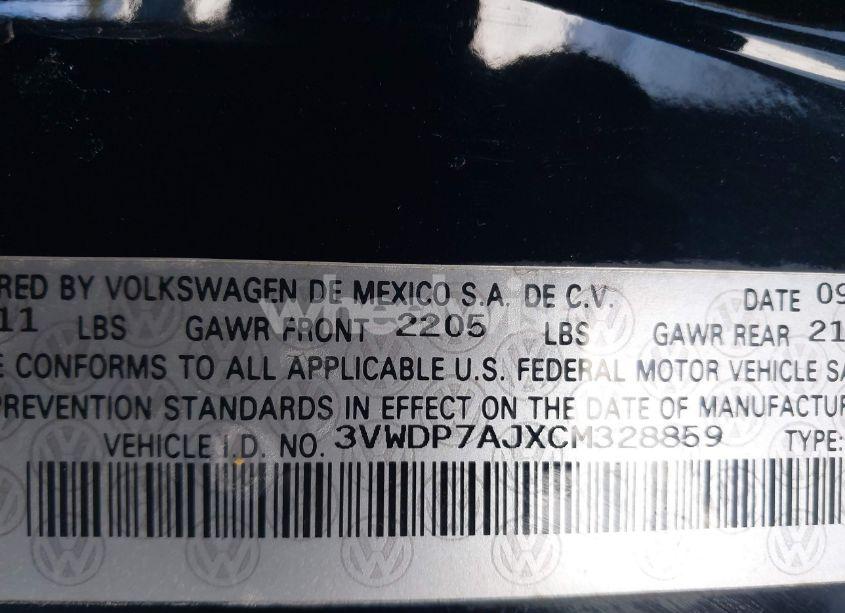 RED BY VOLKSWAGEN DE MEXICO S.A. DE C.V. DATE 09
11 LBS GAWR FRONT 2205 LBS GAWR REAR 21
E CONFORMS TO ALL APPLICABLE U.S. FEDERAL MOTOR VEHICLE SA
PREVENTION STANDARDS IN EFFECT ON THE DATE OF MANUFACTUR
VEHICLE I.D. NO. 3VWDP7AJXCM328859 TYPE: